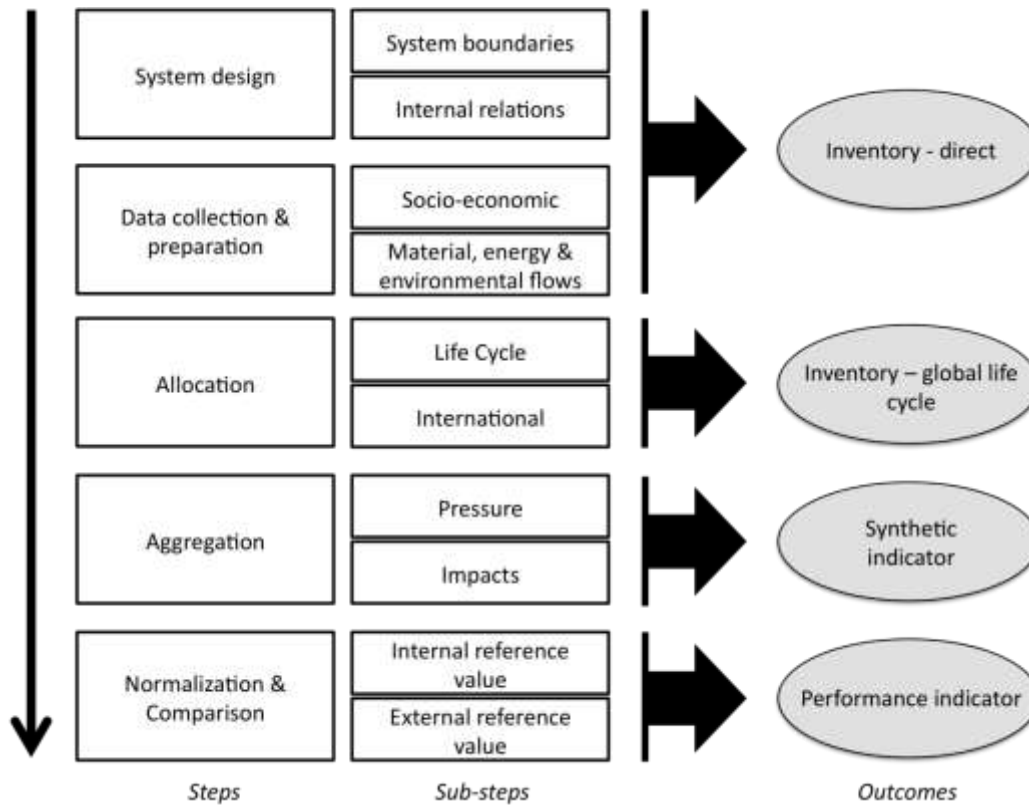 System design
System boundaries
Internal relations
Inventory - direct
Data collection &
preparation
Socio-economic
Material, energy &
environmental flows
Allocation
Life Cycle
International
Inventory – global life
cycle
Aggregation
Pressure
Impacts
Synthetic
indicator
Normalization &
Comparison
Internal reference
value
External reference
value
Performance indicator
Steps
Sub-steps
Outcomes